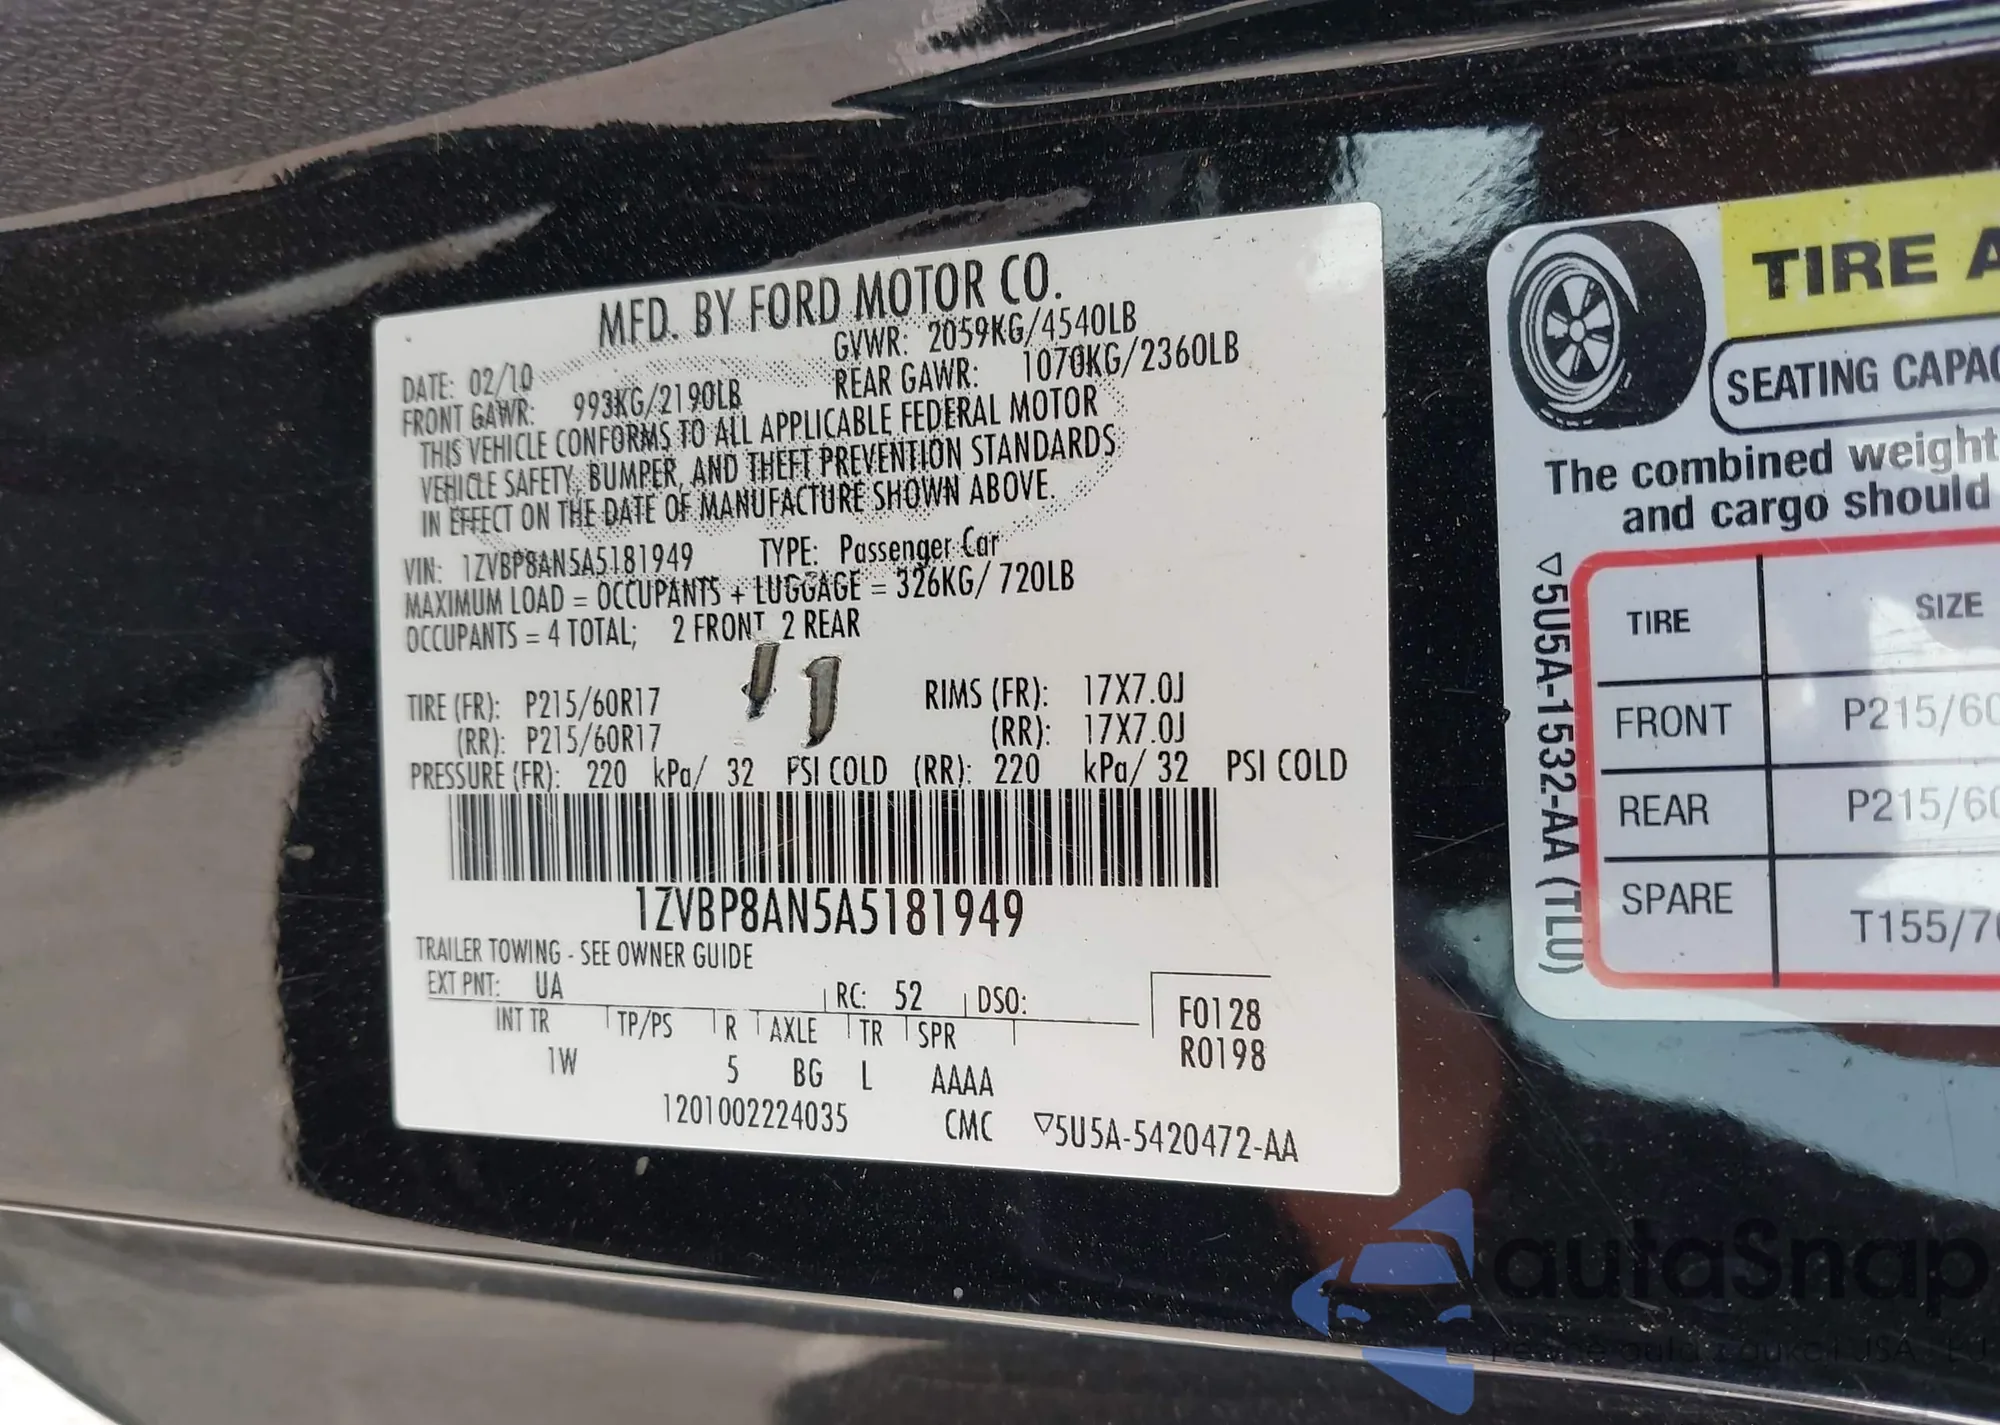 MFD. BY FORD MOTOR CO.
DATE: 02/10 GVWR: 2059KG/4540LB
FRONT GAWR: 993KG/2190LB REAR GAWR: 1070KG/2360LB
THIS VEHICLE CONFORMS TO ALL APPLICABLE FEDERAL MOTOR
VEHICLE SAFETY, BUMPER, AND THEFT PREVENTION STANDARDS
IN EFFECT ON THE DATE OF MANUFACTURE SHOWN ABOVE.
VIN: 1ZVBP8AN5A5181949 TYPE: Passenger Car
MAXIMUM LOAD = OCCUPANTS + LUGGAGE = 326KG/ 720LB
OCCUPANTS = 4 TOTAL; 2 FRONT, 2 REAR
TIRE (FR): P215/60R17 RIMS (FR): 17X7.0J
(RR): P215/60R17 (RR): 17X7.0J
PRESSURE (FR): 220 kPa/ 32 PSI COLD (RR): 220 kPa/ 32 PSI COLD
1ZVBP8AN5A5181949
TRAILER TOWING - SEE OWNER GUIDE
EXT PNT: UA RC: 52 DSO:
INT TR TP/PS R AXLE TR SPR
F0128
R0198
1W 5 BG L AAAA
1201002224035 CMC ▽5U5A-5420472-AA
TIRE A
SEATING CAPAC
The combined weight
and cargo should
▽5U5A-1532-AA (TLU)
TIRE SIZE
FRONT P215/60
REAR P215/60
SPARE T155/70
autaSnap